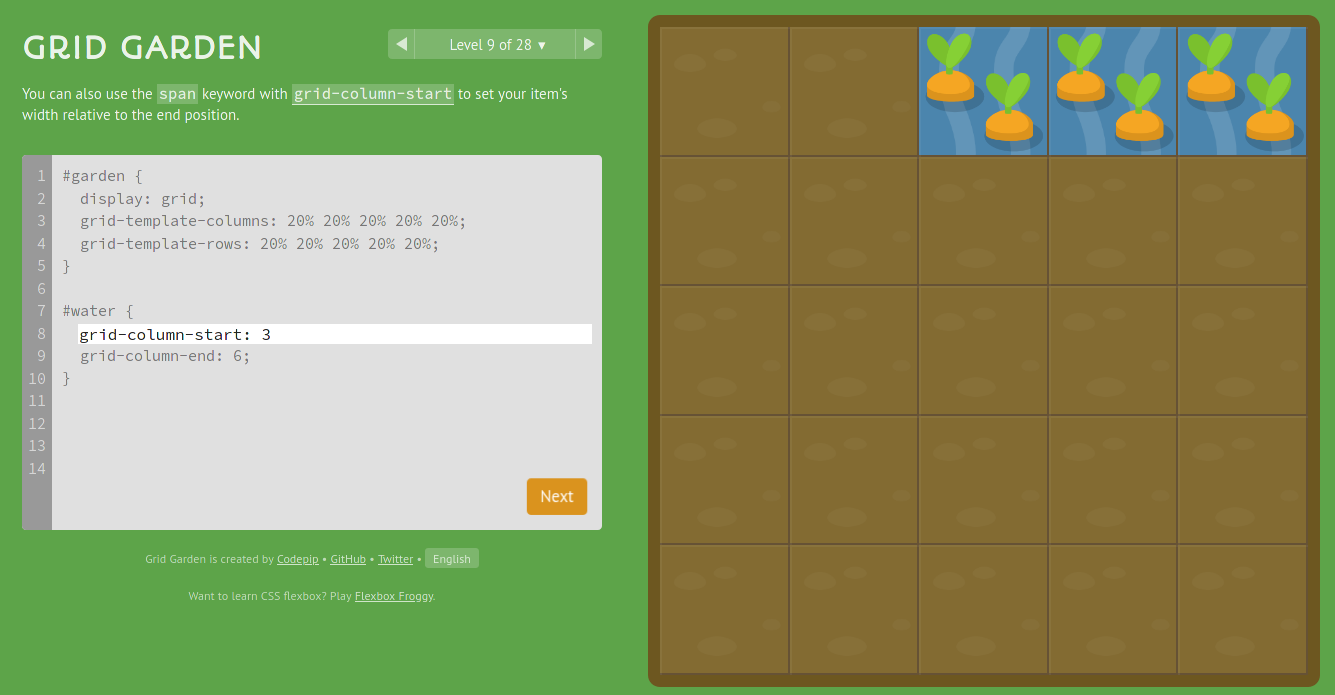 GRID GARDEN
◀ Level 9 of 28 ▾ ▶
You can also use the span keyword with grid-column-start to set your item's
width relative to the end position.
1 #garden {
2 display: grid;
3 grid-template-columns: 20% 20% 20% 20% 20%;
4 grid-template-rows: 20% 20% 20% 20% 20%;
5 }
6
7 #water {
8 grid-column-start: 3
9 grid-column-end: 6;
10 }
11
12
13
14
Next
Grid Garden is created by Codepip • GitHub • Twitter • English
Want to learn CSS flexbox? Play Flexbox Froggy.